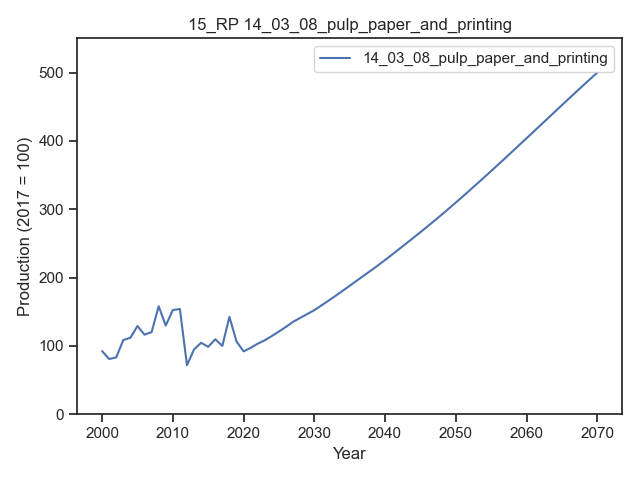 15_RP 14_03_08_pulp_paper_and_printing
14_03_08_pulp_paper_and_printing
Production (2017 = 100)
500
400
300
200
100
0
2000 2010 2020 2030 2040 2050 2060 2070
Year